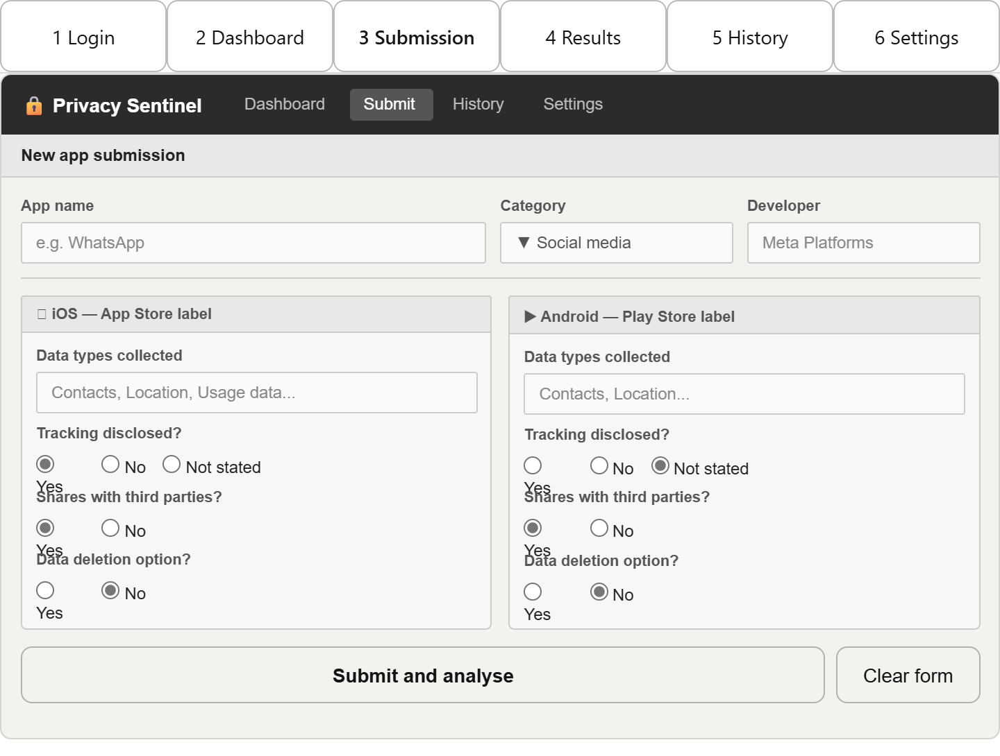 1 Login
2 Dashboard
3 Submission
4 Results
5 History
6 Settings
Privacy Sentinel
Dashboard
Submit
History
Settings
New app submission
App name
Category
Developer
e.g. WhatsApp
▼ Social media
Meta Platforms
iOS — App Store label
Data types collected
Contacts, Location, Usage data...
Tracking disclosed?
Yes
No
Not stated
Shares with third parties?
Yes
No
Data deletion option?
Yes
No
▶ Android — Play Store label
Data types collected
Contacts, Location...
Tracking disclosed?
Yes
No
Not stated
Shares with third parties?
Yes
No
Data deletion option?
Yes
No
Submit and analyse
Clear form